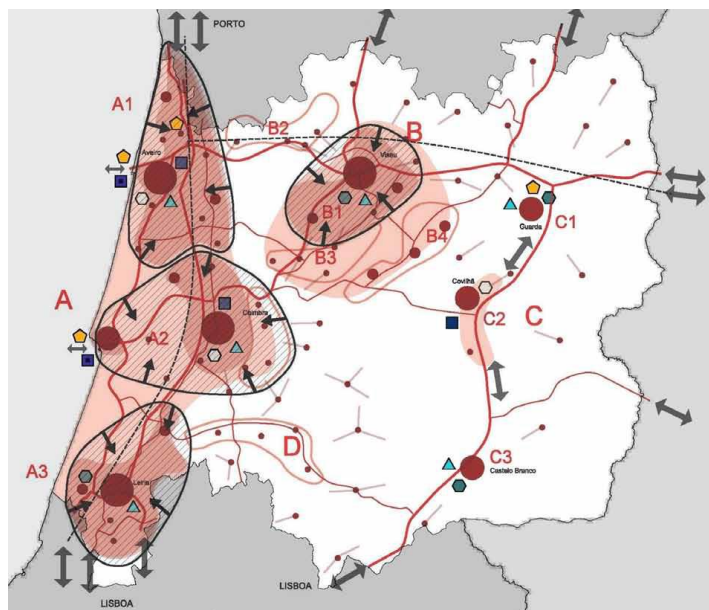 PORTO
A1
B2
B
Aveiro
Viseu
B1
Guarda
C1
B4
B3
A
Covilhã
Coimbra
A2
C2
C
D
C3
A3
Castelo Branco
Leiria
LISBOA
LISBOA